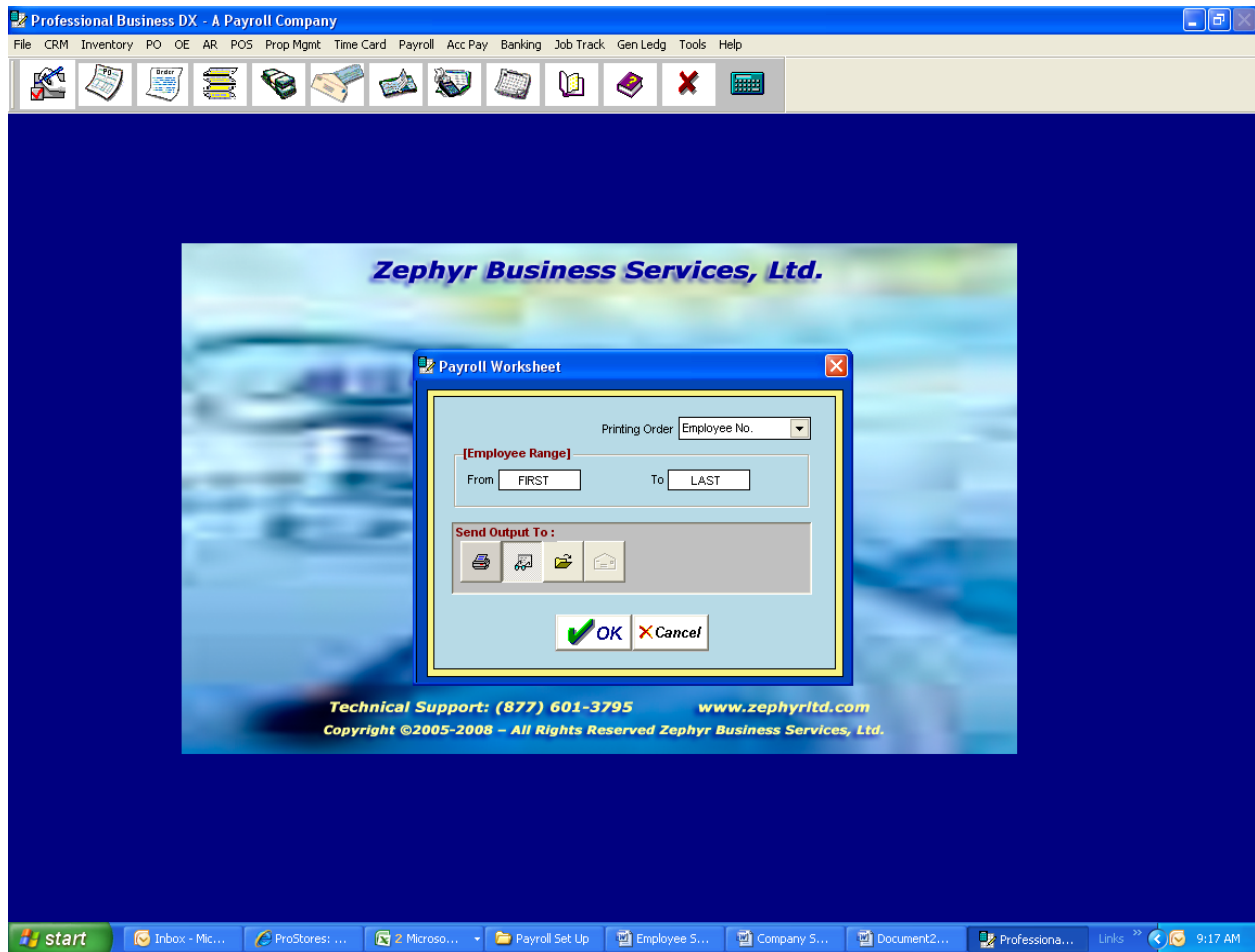 Professional Business DX - A Payroll Company
File CRM Inventory PO OE AR POS Prop Mgmt Time Card Payroll Acc Pay Banking Job Track Gen Ledg Tools Help
PO
Order
Zephyr Business Services, Ltd.
Payroll Worksheet
Printing Order Employee No.
[Employee Range]
From FIRST To LAST
Send Output To :
OK Cancel
Technical Support: (877) 601-3795 www.zephyrltd.com
Copyright ©2005-2008 – All Rights Reserved Zephyr Business Services, Ltd.
start Inbox - Mic... ProStores: ... 2 Microso... Payroll Set Up Employee S... Company S... Document2... Professiona... Links » 9:17 AM